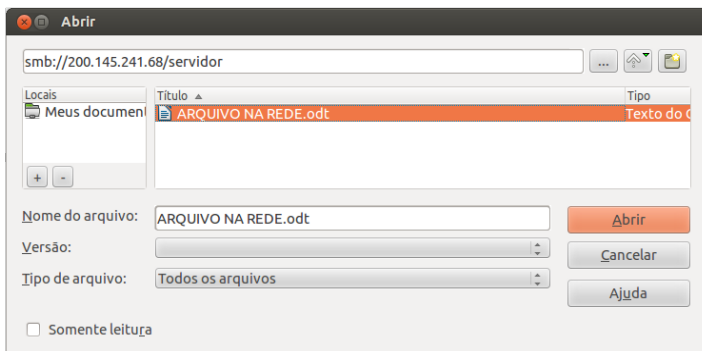 Abrir
smb://200.145.241.68/servidor
...
Locais
Título
Tipo
Meus document
ARQUIVO NA REDE.odt
Texto do O
+ -
Nome do arquivo:
ARQUIVO NA REDE.odt
Abrir
Versão:
Cancelar
Tipo de arquivo:
Todos os arquivos
Ajuda
Somente leitura